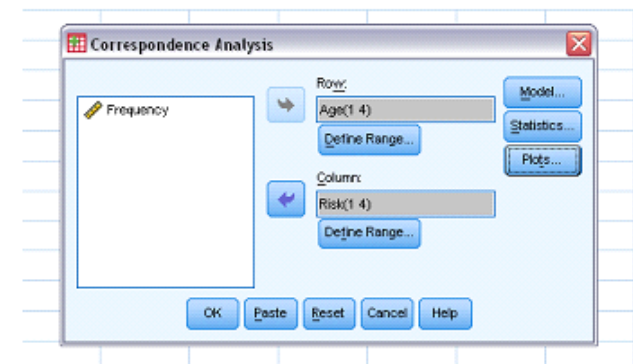 Correspondence Analysis
Frequency
Row:
Age(1 4)
Define Range...
Column:
Risk(1 4)
Define Range...
Model...
Statistics...
Plots...
OK Paste Reset Cancel Help